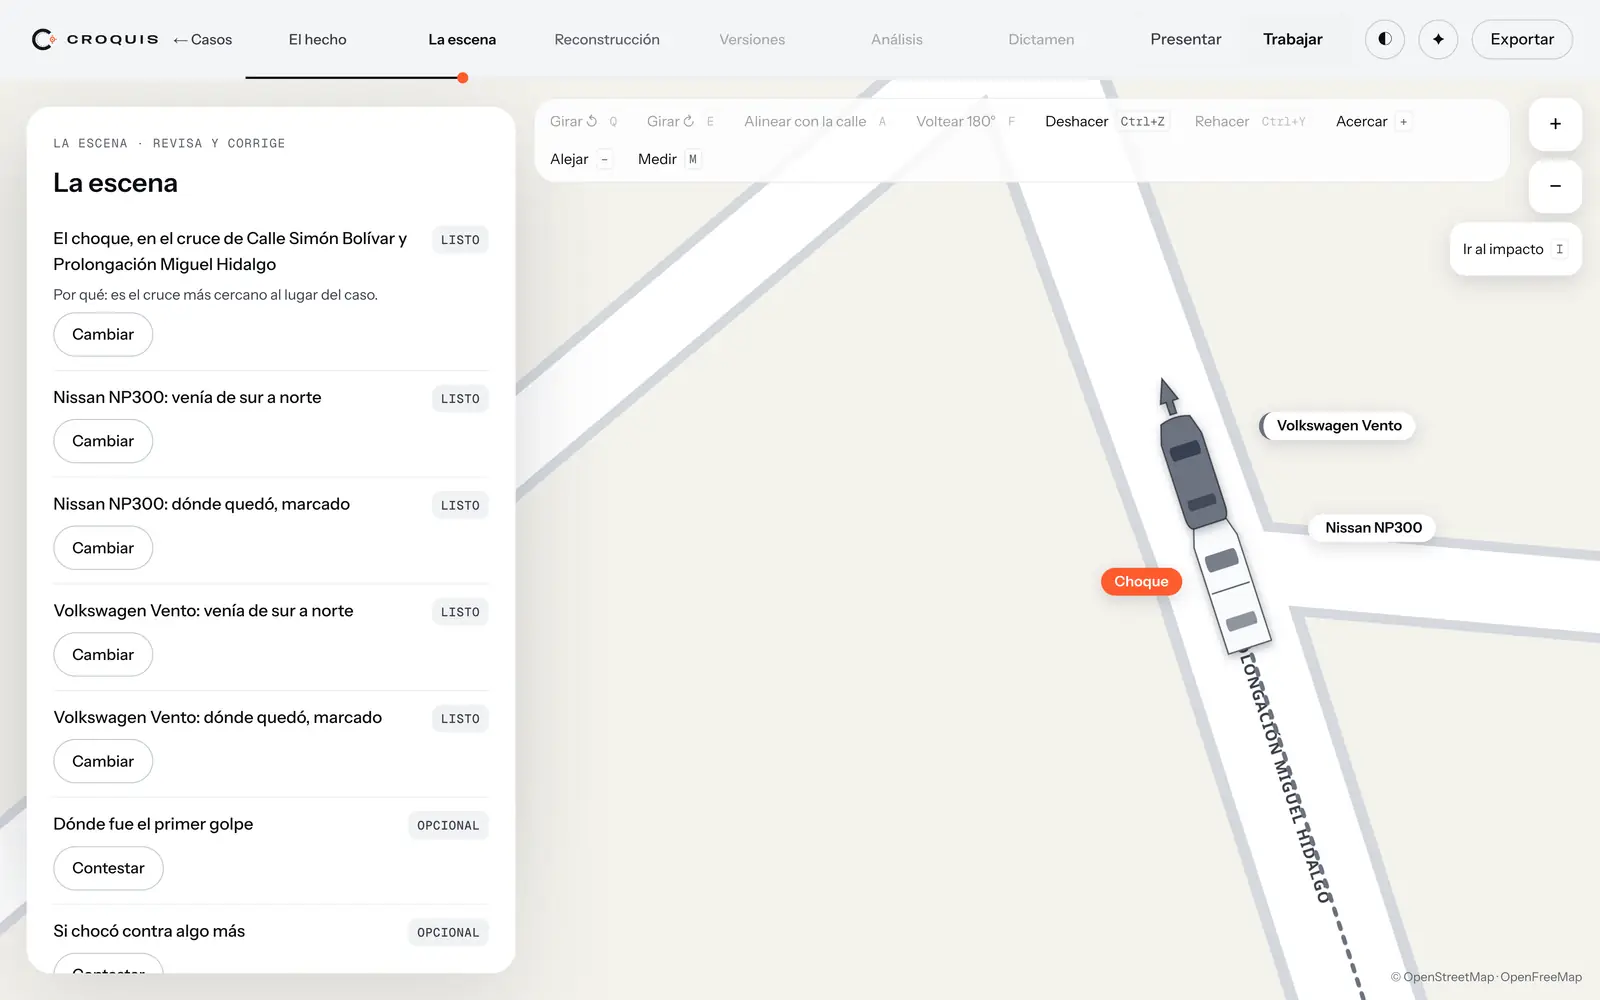 CROQUIS
← Casos
El hecho
La escena
Reconstrucción
Versiones
Análisis
Dictamen
Presentar
Trabajar
Exportar
LA ESCENA · REVISA Y CORRIGE
La escena
El choque, en el cruce de Calle Simón Bolívar y
Prolongación Miguel Hidalgo
LISTO
Por qué: es el cruce más cercano al lugar del caso.
Cambiar
Nissan NP300: venía de sur a norte
LISTO
Cambiar
Nissan NP300: dónde quedó, marcado
LISTO
Cambiar
Volkswagen Vento: venía de sur a norte
LISTO
Cambiar
Volkswagen Vento: dónde quedó, marcado
LISTO
Cambiar
Dónde fue el primer golpe
OPCIONAL
Contestar
Si chocó contra algo más
OPCIONAL
Contestar
Girar Q
Girar E
Alinear con la calle A
Voltear 180° F
Deshacer Ctrl+Z
Rehacer Ctrl+Y
Acercar +
Alejar −
Medir M
+
−
Ir al impacto I
Volkswagen Vento
Nissan NP300
Choque
OLONGACIÓN MIGUEL HIDALGO
© OpenStreetMap · OpenFreeMap